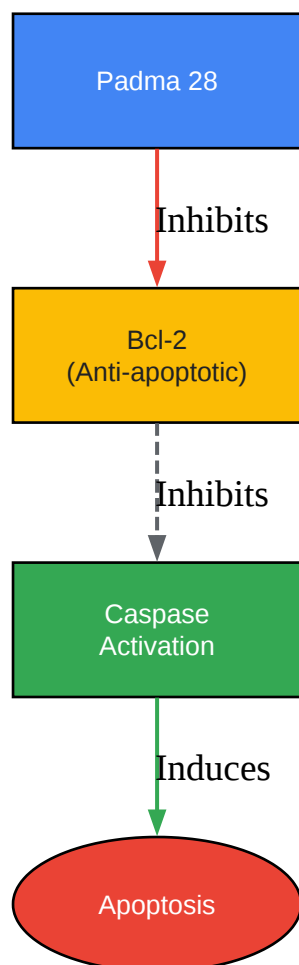 Padma 28
Inhibits
Bcl-2
(Anti-apoptotic)
Inhibits
Caspase
Activation
Induces
Apoptosis